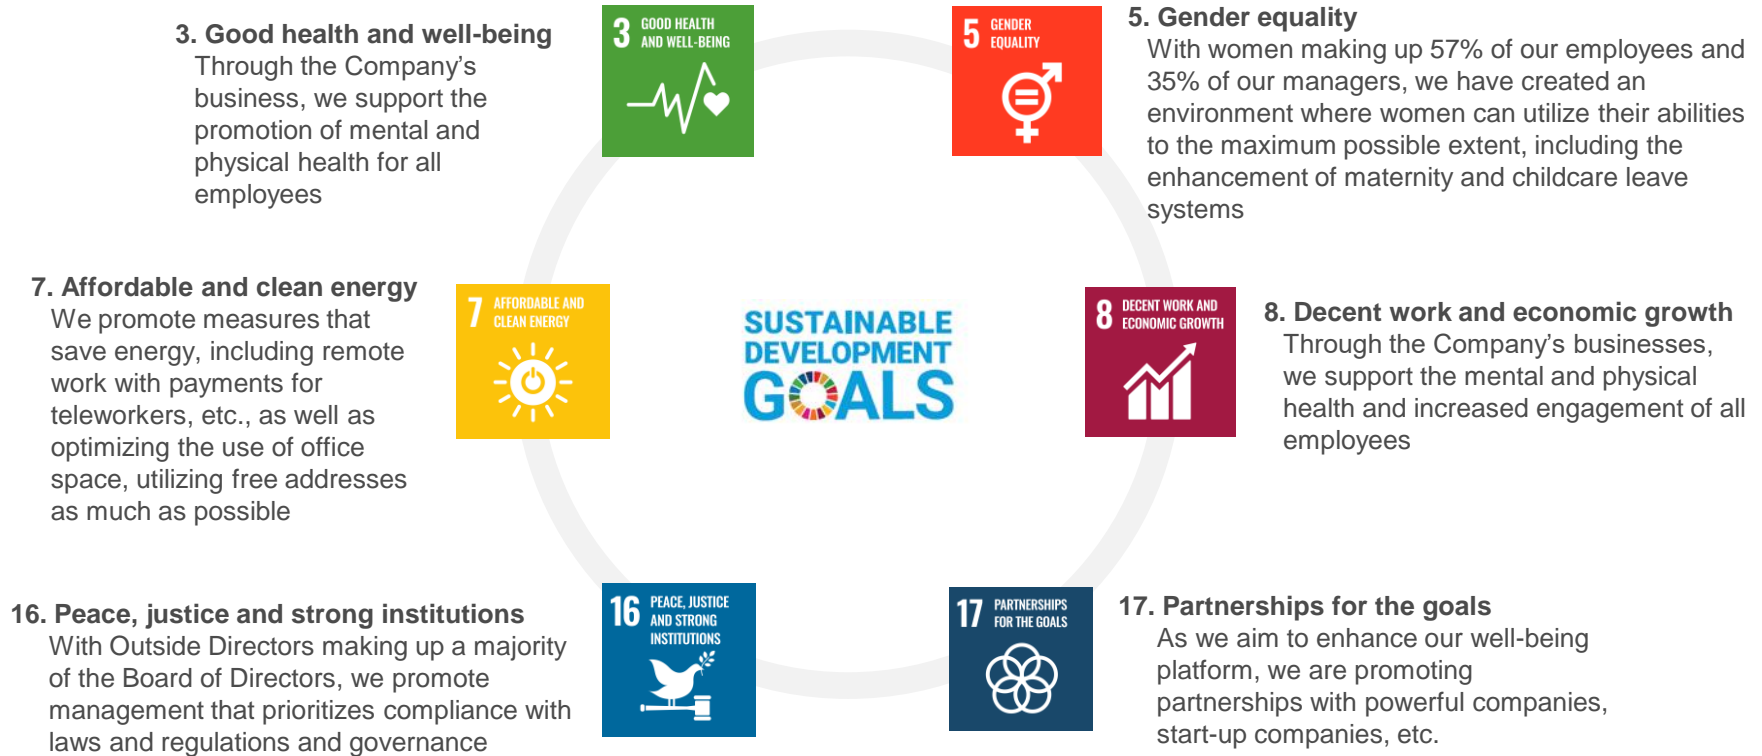 3. Good health and well-being
Through the Company's
business, we support the
promotion of mental and
physical health for all
employees
3 GOOD HEALTH
AND WELL-BEING
5 GENDER
EQUALITY
5. Gender equality
With women making up 57% of our employees and
35% of our managers, we have created an
environment where women can utilize their abilities
to the maximum possible extent, including the
enhancement of maternity and childcare leave
systems
7. Affordable and clean energy
We promote measures that
save energy, including remote
work with payments for
teleworkers, etc., as well as
optimizing the use of office
space, utilizing free addresses
as much as possible
7 AFFORDABLE AND
CLEAN ENERGY
SUSTAINABLE
DEVELOPMENT
GOALS
8 DECENT WORK AND
ECONOMIC GROWTH
8. Decent work and economic growth
Through the Company's businesses,
we support the mental and physical
health and increased engagement of all
employees
16. Peace, justice and strong institutions
With Outside Directors making up a majority
of the Board of Directors, we promote
management that prioritizes compliance with
laws and regulations and governance
16 PEACE, JUSTICE
AND STRONG
INSTITUTIONS
17 PARTNERSHIPS
FOR THE GOALS
17. Partnerships for the goals
As we aim to enhance our well-being
platform, we are promoting
partnerships with powerful companies,
start-up companies, etc.